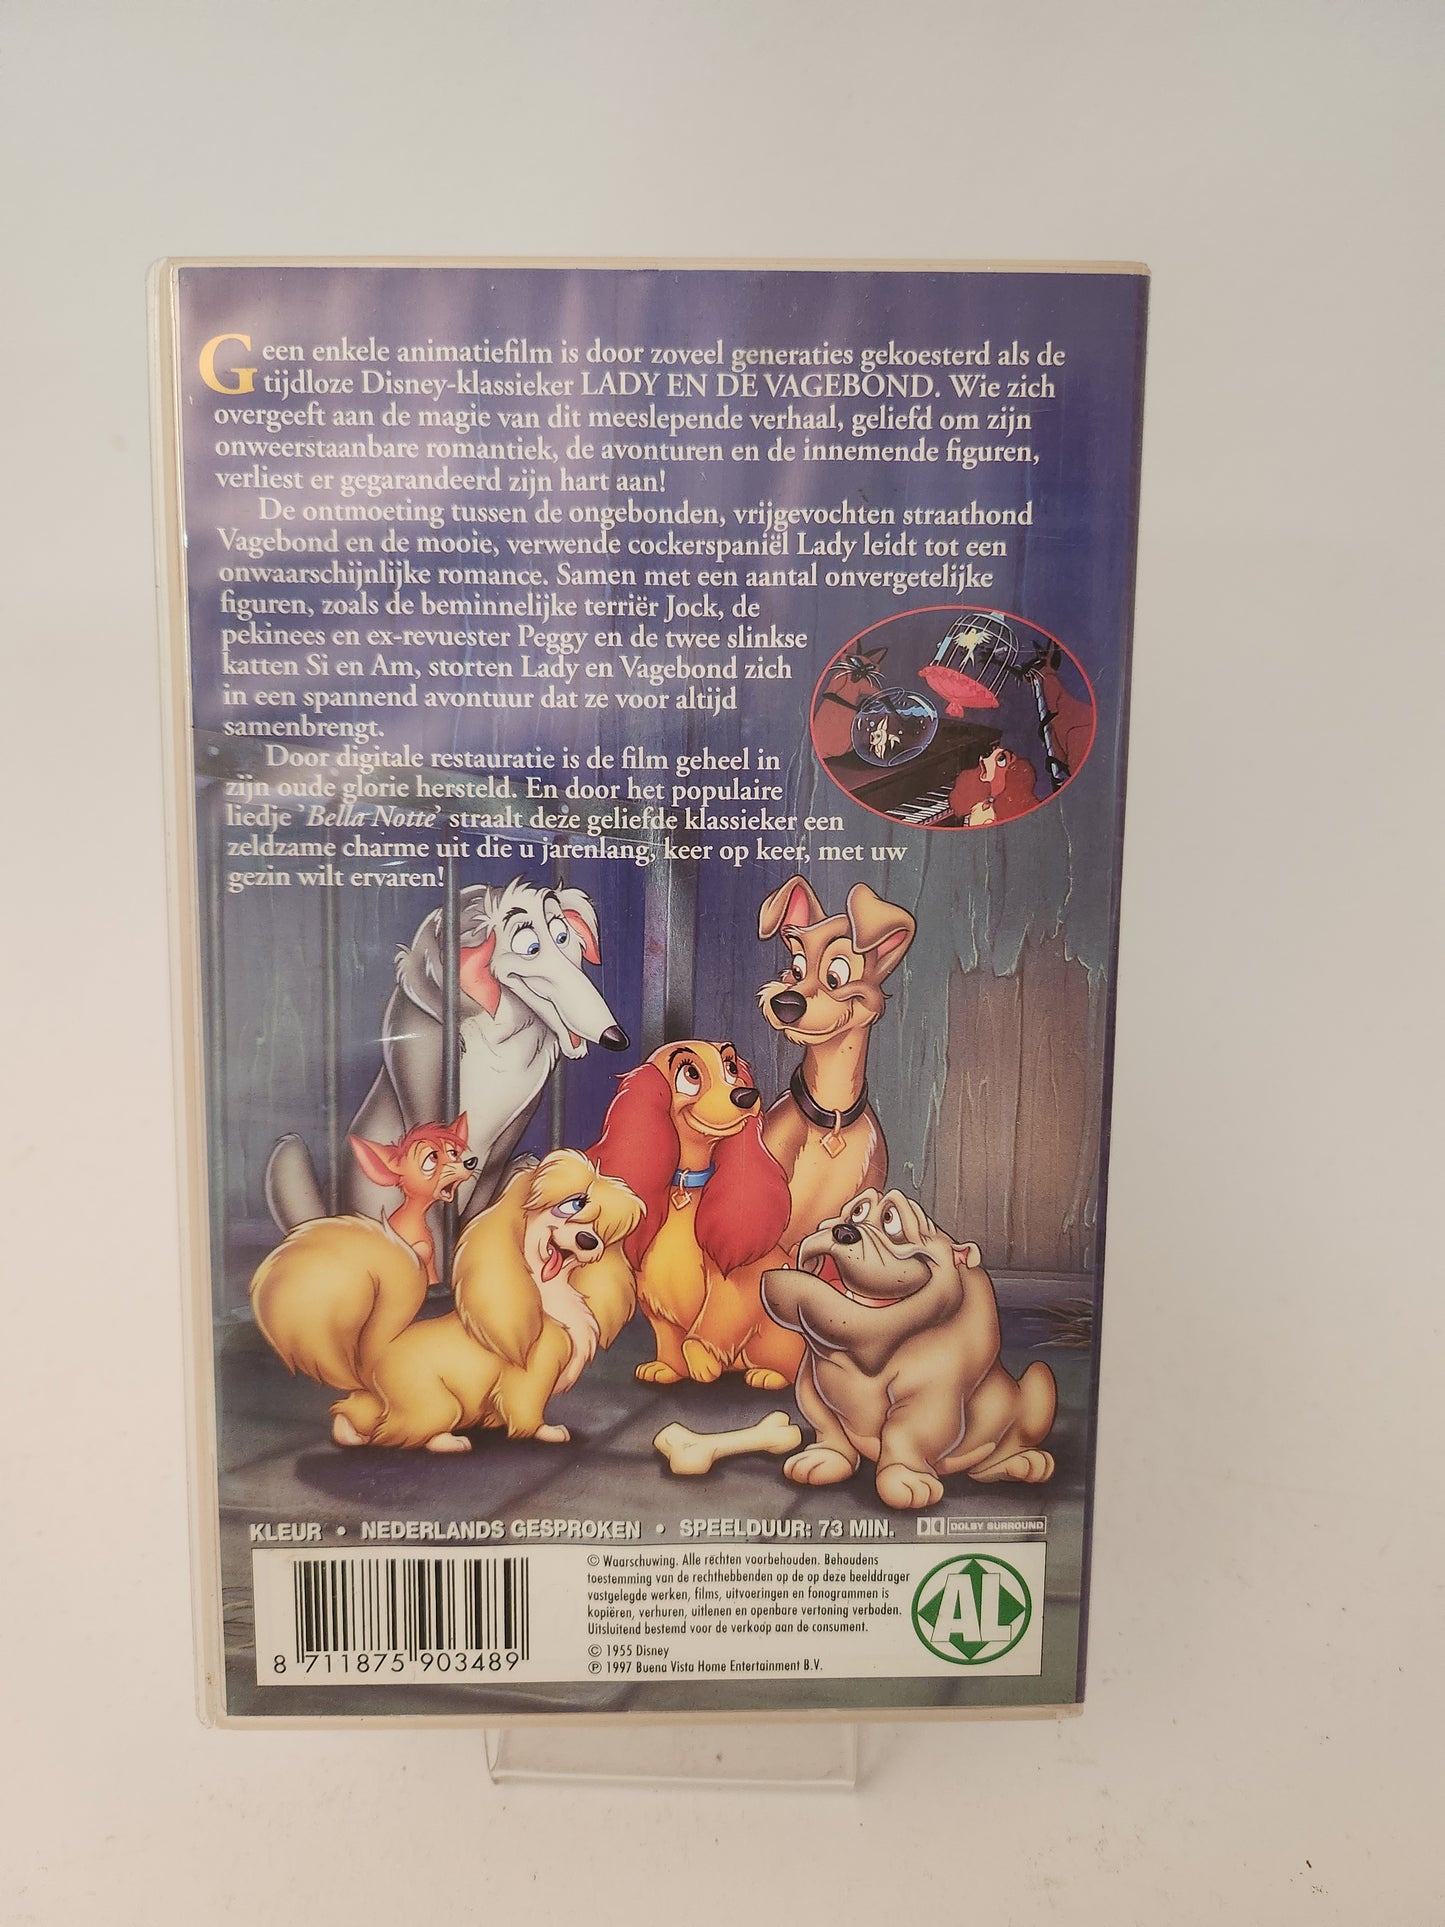 Geen enkele animatiefilm is door zoveel generaties gekoesterd als de
tijdloze Disney-klassieker LADY EN DE VAGEBOND. Wie zich
overgeeft aan de magie van dit meeslepende verhaal, geliefd om zijn
onweerstaanbare romantiek, de avonturen en de innemende figuren,
verliest er gegarandeerd zijn hart aan!
De ontmoeting tussen de ongebonden, vrijgevochten straathond
Vagebond en de mooie, verwende cockerspaniël Lady leidt tot een
onwaarschijnlijke romance. Samen met een aantal onvergetelijke
figuren, zoals de beminnelijke terriër Jock, de
pekinees en ex-revuester Peggy en de twee slinkse
katten Si en Am, storten Lady en Vagebond zich
in een spannend avontuur dat ze voor altijd
samenbrengt.
Door digitale restauratie is de film geheel in
zijn oude glorie hersteld. En door het populaire
liedje 'Bella Notte' straalt deze geliefde klassieker een
zeldzame charme uit die u jarenlang, keer op keer, met uw
gezin wilt ervaren!
KLEUR • NEDERLANDS GESPROKEN • SPEELDUUR: 73 MIN. DOLBY SURROUND
© Waarschuwing. Alle rechten voorbehouden. Behoudens
toestemming van de rechthebbenden op de op deze beelddrager
vastgelegde werken, films, uitvoeringen en fonogrammen is
kopiëren, verhuren, uitlenen en openbare vertoning verboden.
Uitsluitend bestemd voor de verkoop aan de consument.
© 1955 Disney
℗ 1997 Buena Vista Home Entertainment B.V.
8 711875 903489
AL